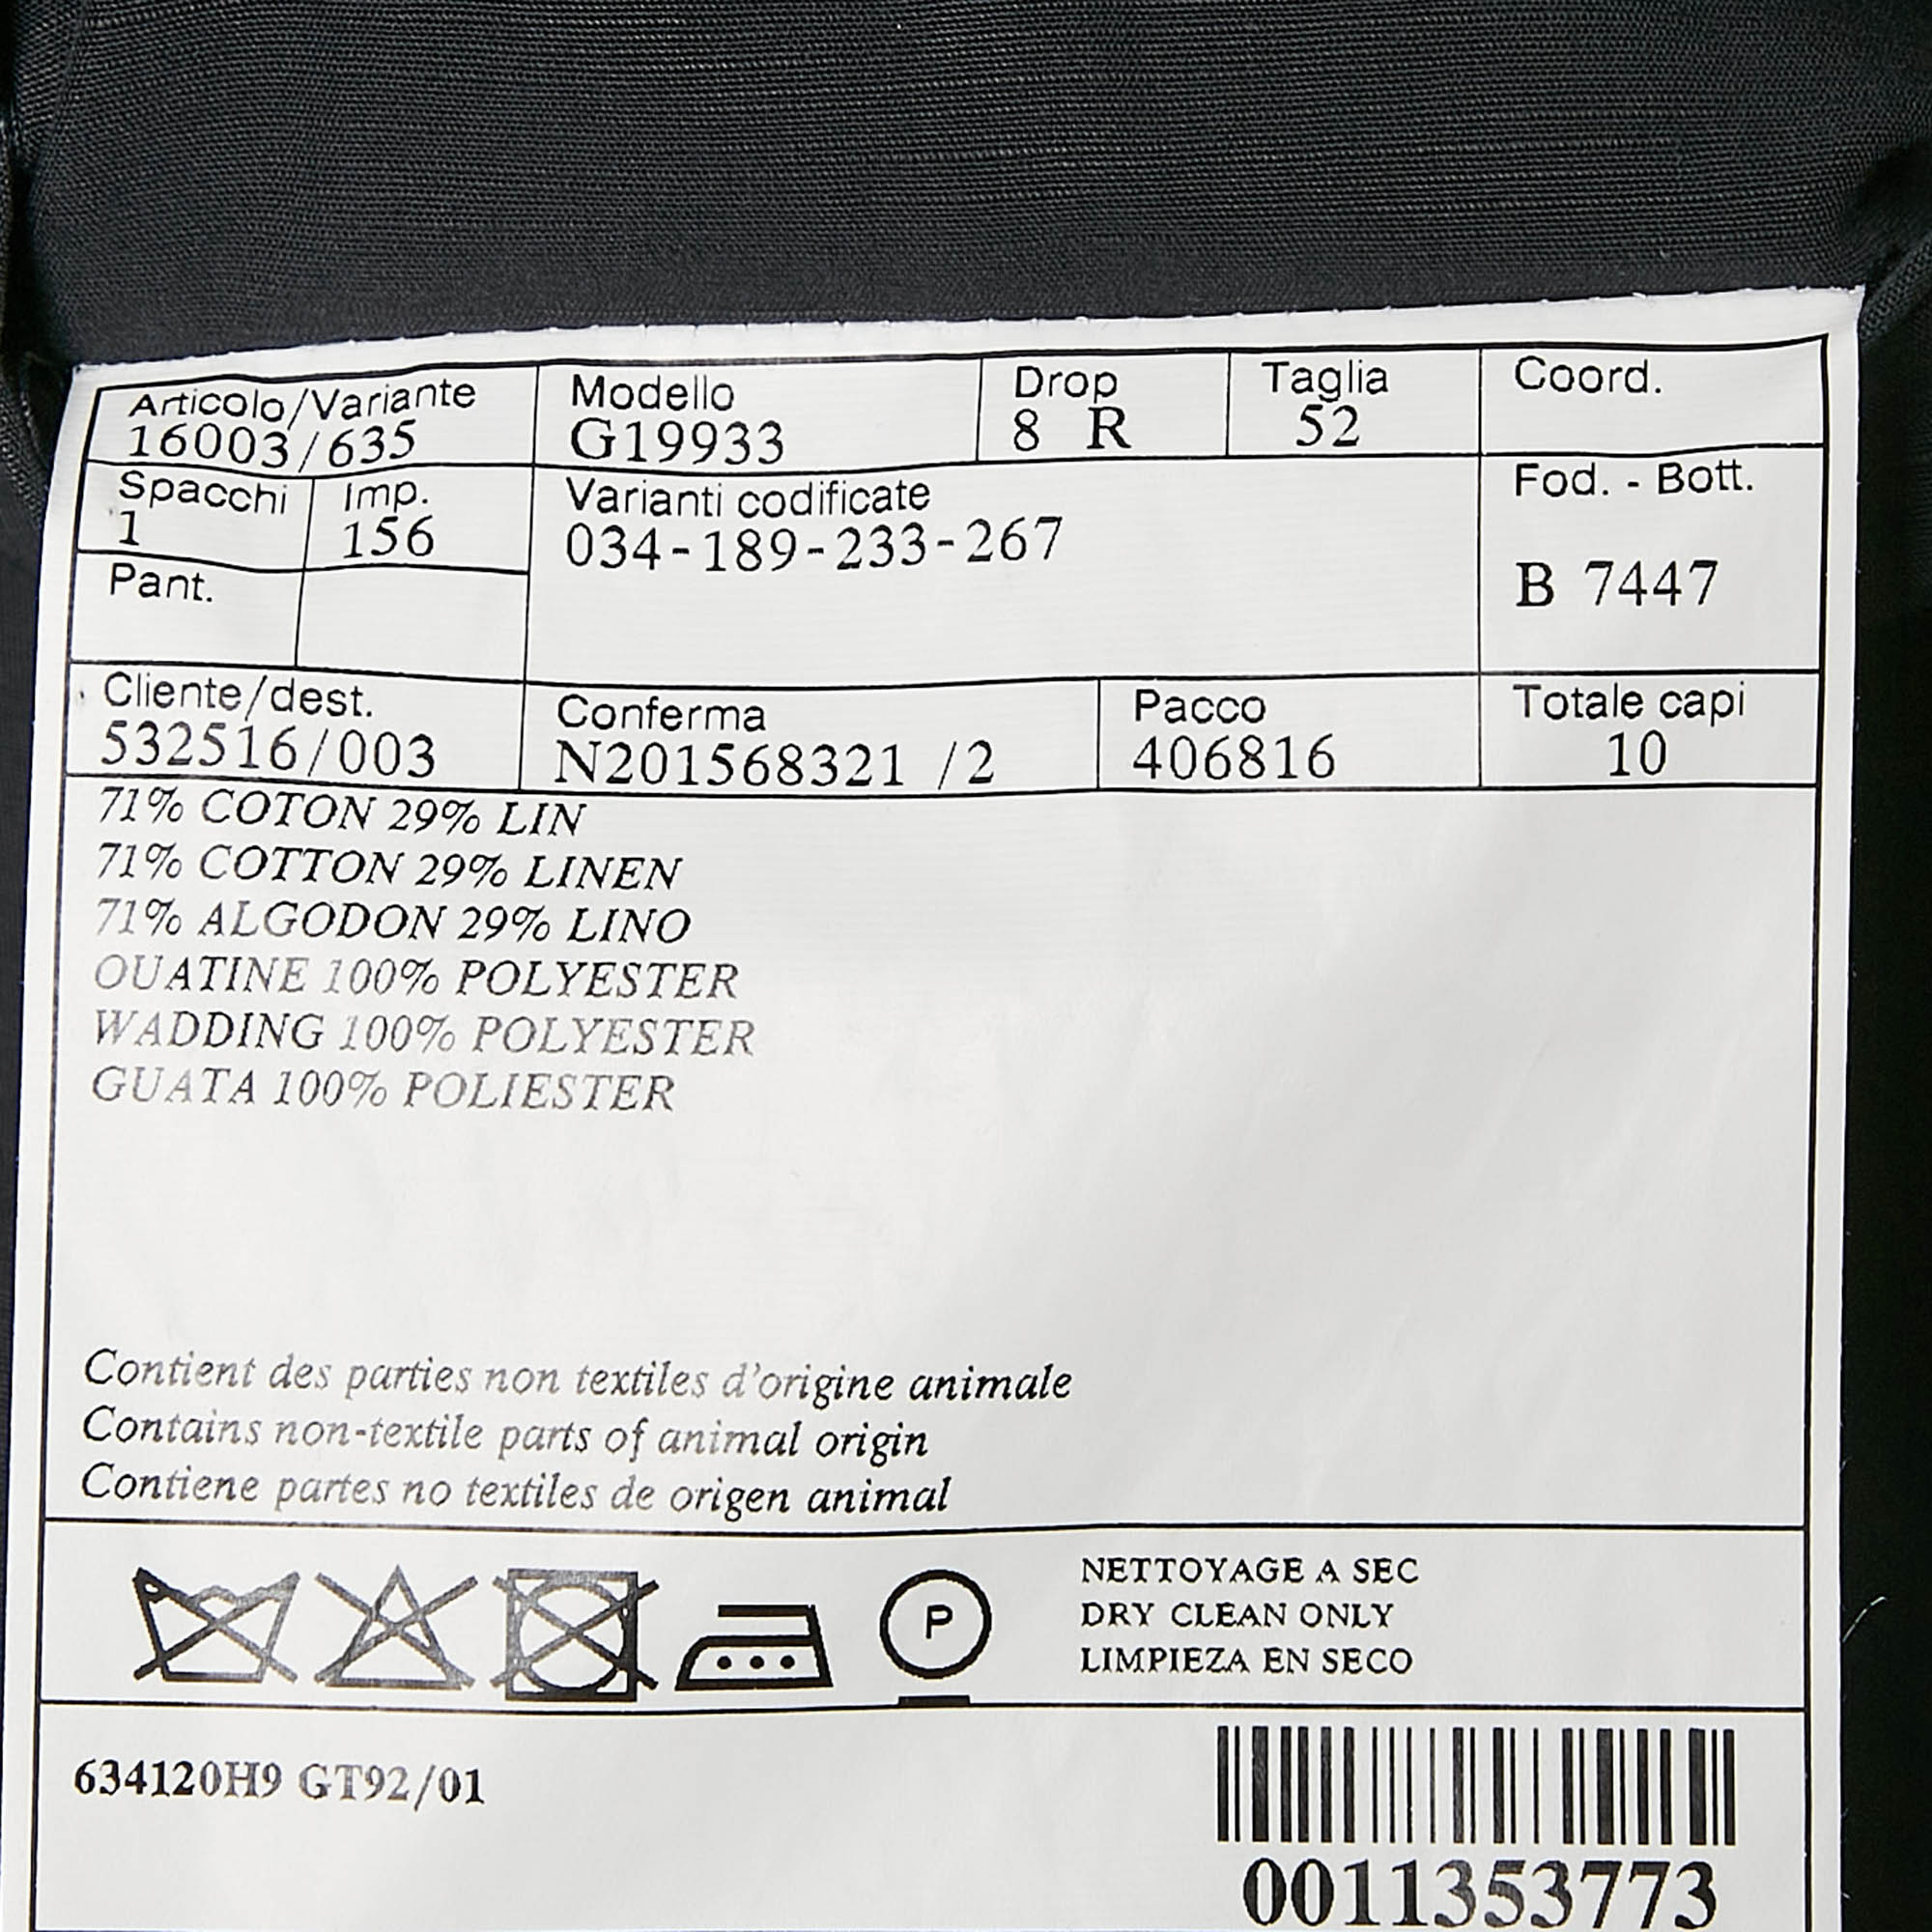 Articolo/Variante Modello Drop Taglia Coord.
16003/635 G19933 8 R 52
Spacchi Imp. Varianti codificate Fod. - Bott.
1 156 034-189-233-267
Pant. B 7447
Cliente/dest. Conferma Pacco Totale capi
532516/003 N201568321 /2 406816 10
71% COTON 29% LIN
71% COTTON 29% LINEN
71% ALGODON 29% LINO
OUATINE 100% POLYESTER
WADDING 100% POLYESTER
GUATA 100% POLIESTER
Contient des parties non textiles d'origine animale
Contains non-textile parts of animal origin
Contiene partes no textiles de origen animal
P
NETTOYAGE A SEC
DRY CLEAN ONLY
LIMPIEZA EN SECO
634120H9 GT92/01
0011353773